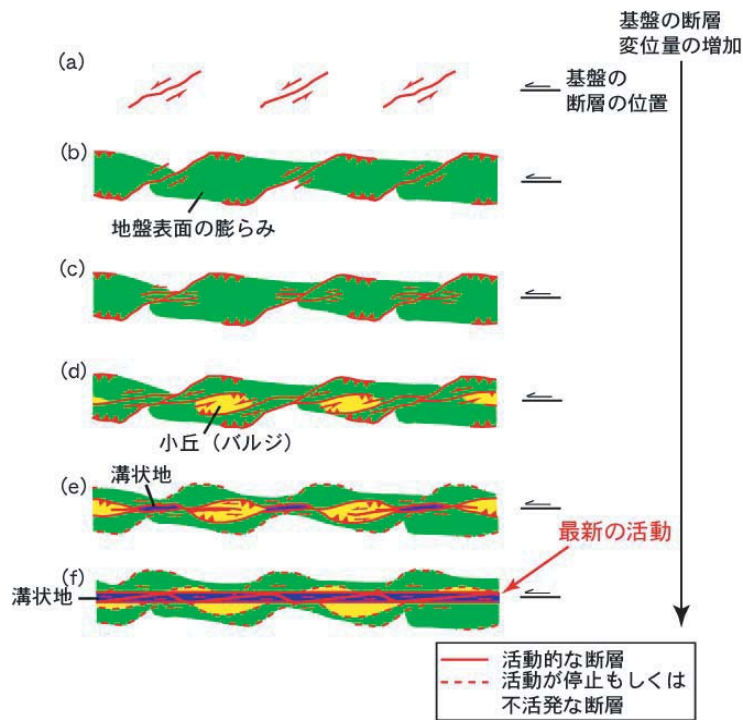 基盤の断層
変位量の増加
(a)
基盤の
断層の位置
(b)
地盤表面の膨らみ
(c)
(d)
小丘（バルジ）
溝状地
(e)
最新の活動
(f)
溝状地
活動的な断層
活動が停止もしくは
不活発な断層